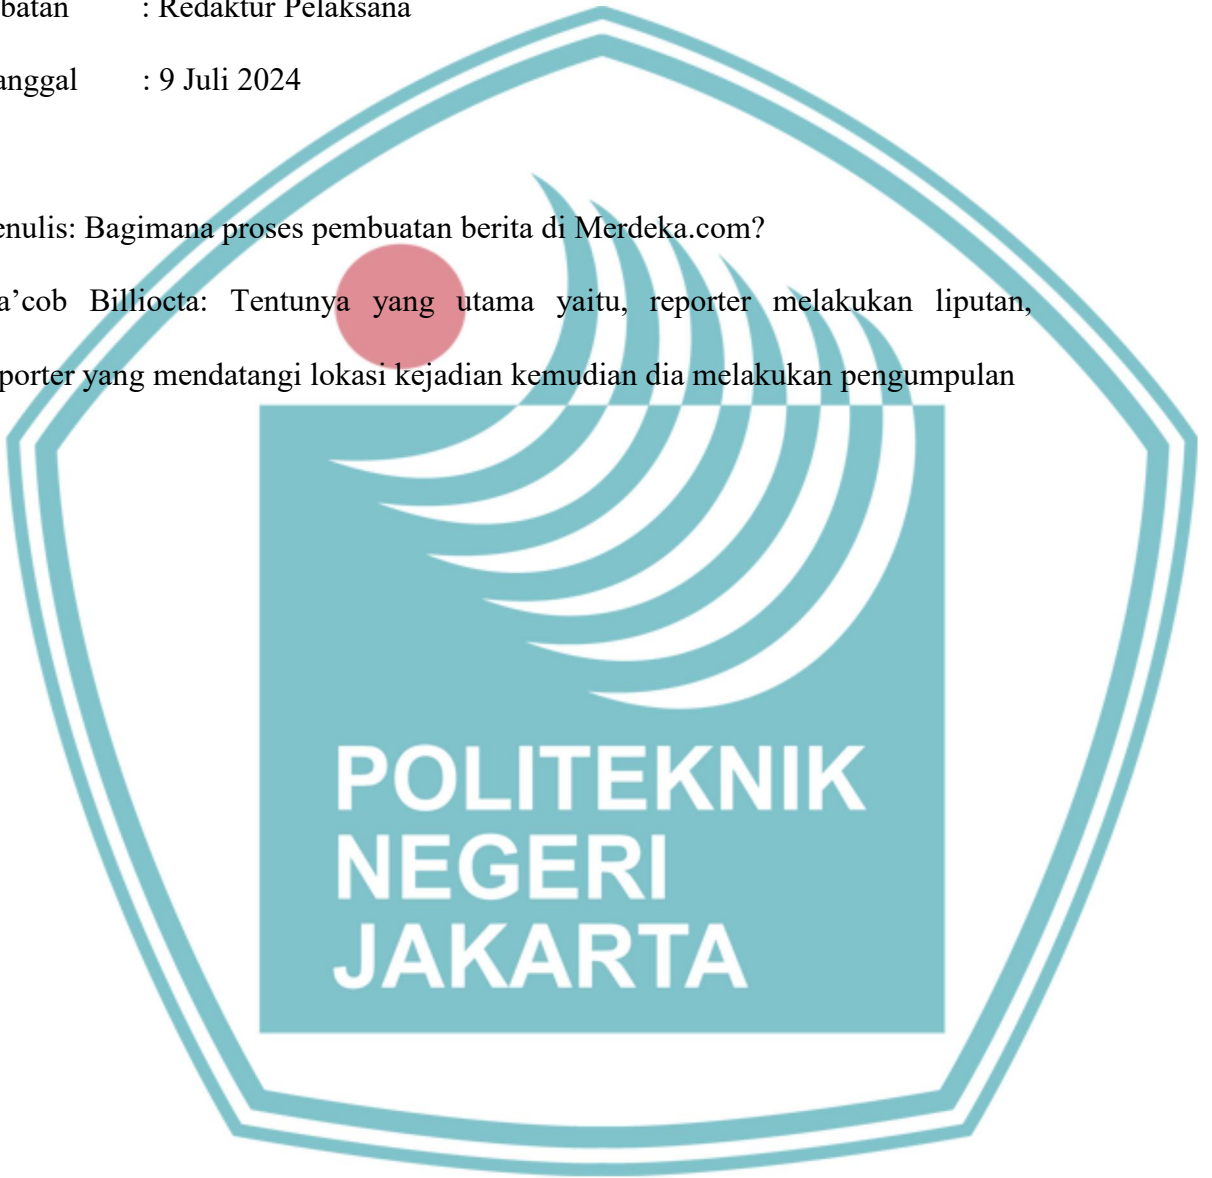 batan : Redaktur Pelaksana
anggal : 9 Juli 2024
enulis: Bagimana proses pembuatan berita di Merdeka.com?
a’cob Billiocta: Tentunya yang utama yaitu, reporter melakukan liputan,
porter yang mendatangi lokasi kejadian kemudian dia melakukan pengumpulan
POLITEKNIK
NEGERI
JAKARTA